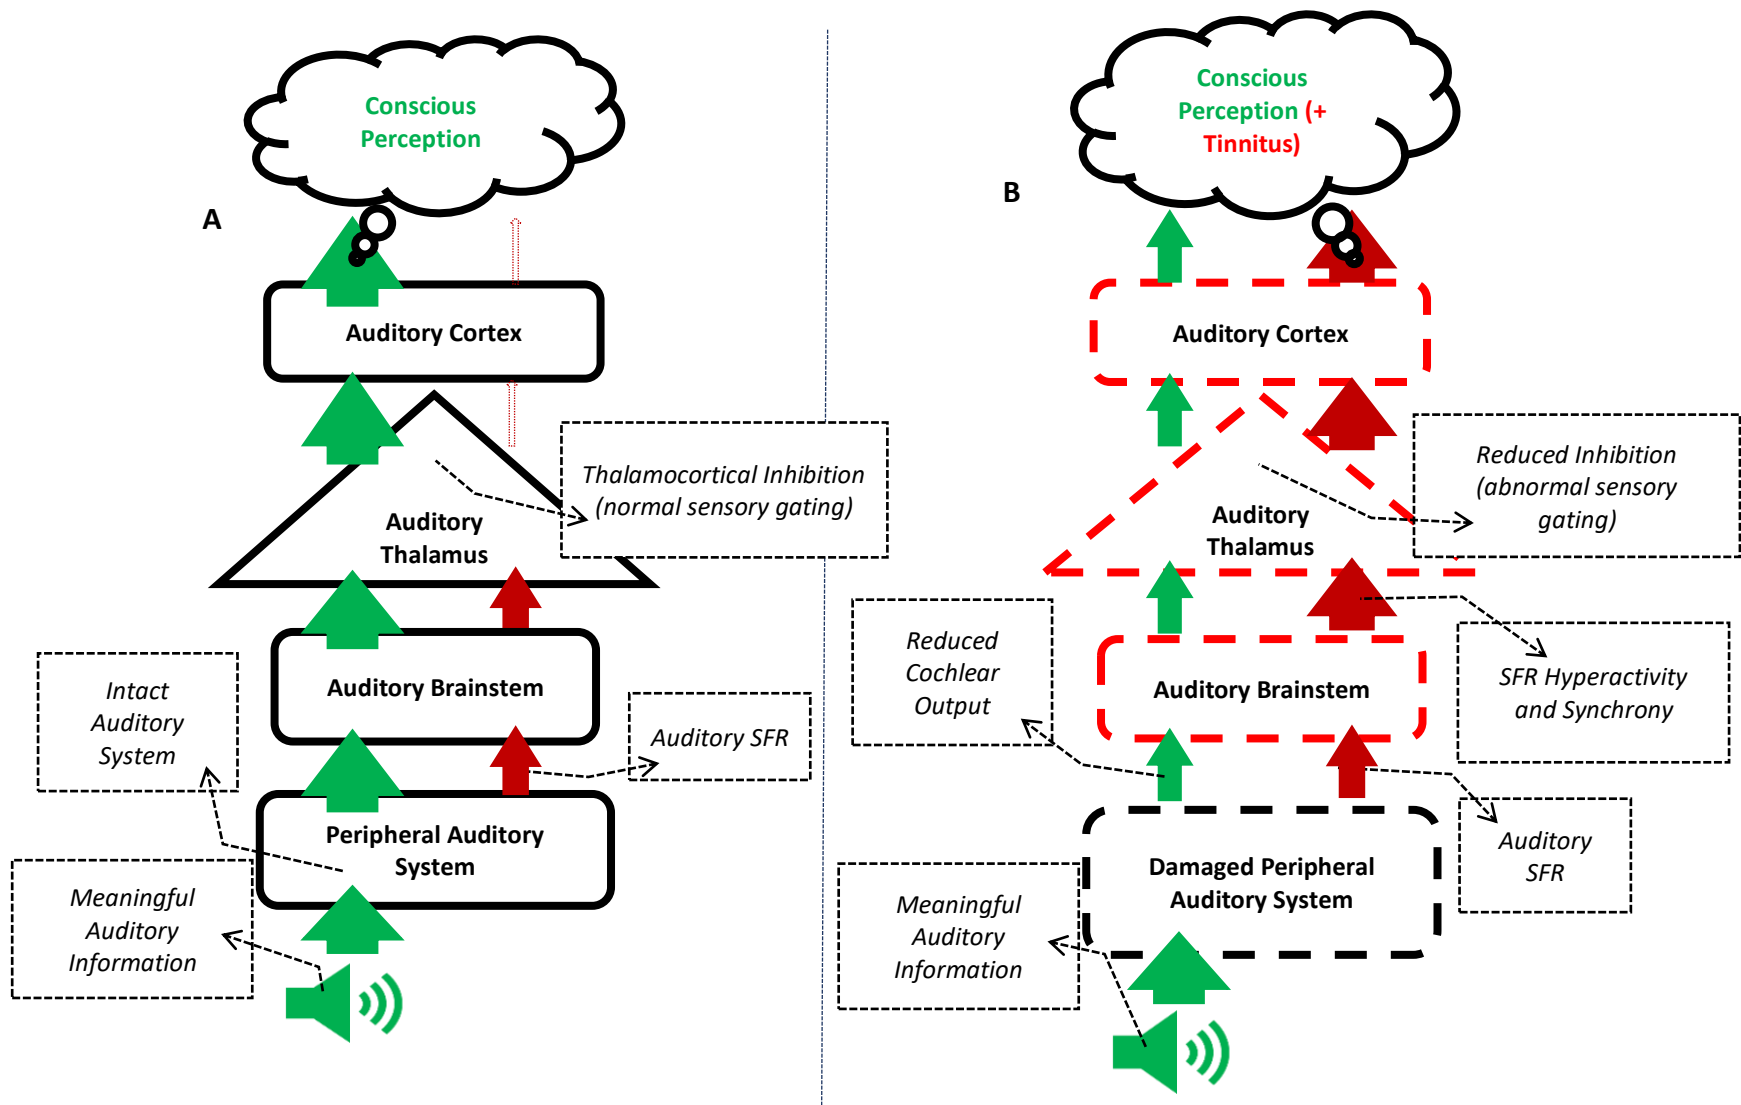 Conscious
Perception
A
Auditory Cortex
Thalamocortical Inhibition
(normal sensory gating)
Auditory
Thalamus
Intact
Auditory
System
Auditory Brainstem
Auditory SFR
Peripheral Auditory
System
Meaningful
Auditory
Information
Conscious
Perception (+
Tinnitus)
B
Auditory Cortex
Reduced Inhibition
(abnormal sensory
gating)
Auditory
Thalamus
Reduced
Cochlear
Output
Auditory Brainstem
SFR Hyperactivity
and Synchrony
Auditory
SFR
Damaged Peripheral
Auditory System
Meaningful
Auditory
Information